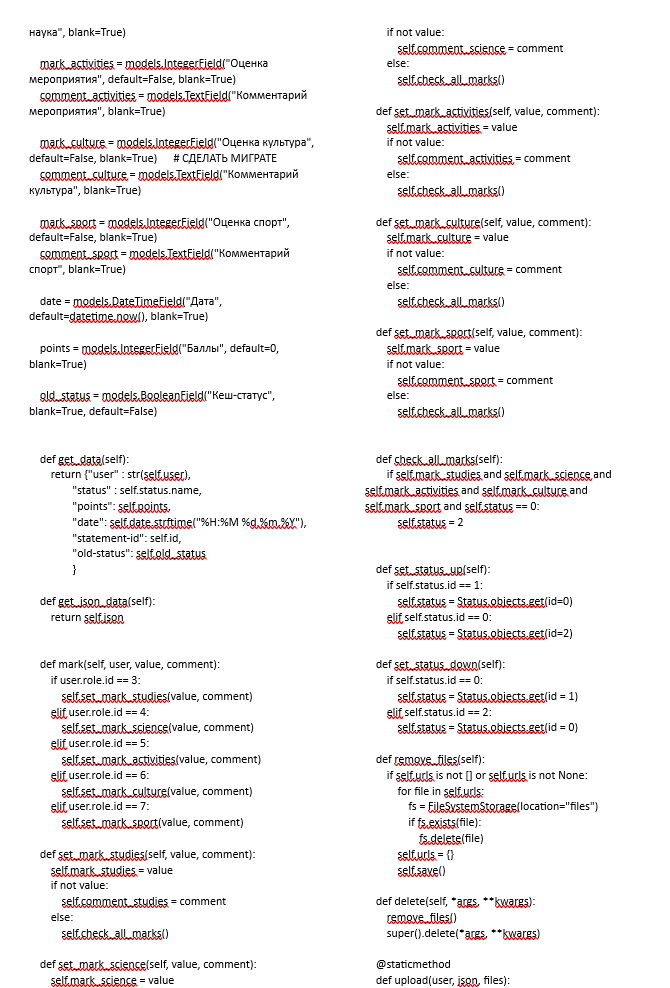 наука", blank=True)
mark_activities = models.IntegerField("Оценка
мероприятия", default=False, blank=True)
comment_activities = models.TextField("Комментарий
мероприятия", blank=True)
mark_culture = models.IntegerField("Оценка культура",
default=False, blank=True)     # СДЕЛАТЬ МИГРАТЕ
comment_culture = models.TextField("Комментарий
культура", blank=True)
mark_sport = models.IntegerField("Оценка спорт",
default=False, blank=True)
comment_sport = models.TextField("Комментарий
спорт", blank=True)
date = models.DateTimeField("Дата",
default=datetime.now(), blank=True)
points = models.IntegerField("Баллы", default=0,
blank=True)
old_status = models.BooleanField("Кеш-статус",
blank=True, default=False)
def get_data(self):
return {"user" : str(self.user),
"status" : self.status.name,
"points": self.points,
"date": self.date.strftime("%H:%M %d.%m.%Y"),
"statement-id": self.id,
"old-status": self.old_status
}
def get_json_data(self):
return self.json
def mark(self, user, value, comment):
if user.role.id == 3:
self.set_mark_studies(value, comment)
elif user.role.id == 4:
self.set_mark_science(value, comment)
elif user.role.id == 5:
self.set_mark_activities(value, comment)
elif user.role.id == 6:
self.set_mark_culture(value, comment)
elif user.role.id == 7:
self.set_mark_sport(value, comment)
def set_mark_studies(self, value, comment):
self.mark_studies = value
if not value:
self.comment_studies = comment
else:
self.check_all_marks()
def set_mark_science(self, value, comment):
self.mark_science = value
if not value:
self.comment_science = comment
else:
self.check_all_marks()
def set_mark_activities(self, value, comment):
self.mark_activities = value
if not value:
self.comment_activities = comment
else:
self.check_all_marks()
def set_mark_culture(self, value, comment):
self.mark_culture = value
if not value:
self.comment_culture = comment
else:
self.check_all_marks()
def set_mark_sport(self, value, comment):
self.mark_sport = value
if not value:
self.comment_sport = comment
else:
self.check_all_marks()
def check_all_marks(self):
if self.mark_studies and self.mark_science and
self.mark_activities and self.mark_culture and
self.mark_sport and self.status == 0:
self.status = 2
def set_status_up(self):
if self.status.id == 1:
self.status = Status.objects.get(id=0)
elif self.status.id == 0:
self.status = Status.objects.get(id=2)
def set_status_down(self):
if self.status.id == 0:
self.status = Status.objects.get(id = 1)
elif self.status.id == 2:
self.status = Status.objects.get(id = 0)
def remove_files(self):
if self.urls is not [] or self.urls is not None:
for file in self.urls:
fs = FileSystemStorage(location="files")
if fs.exists(file):
fs.delete(file)
self.urls = {}
self.save()
def delete(self, *args, **kwargs):
remove_files()
super().delete(*args, **kwargs)
@staticmethod
def upload(user, json, files):